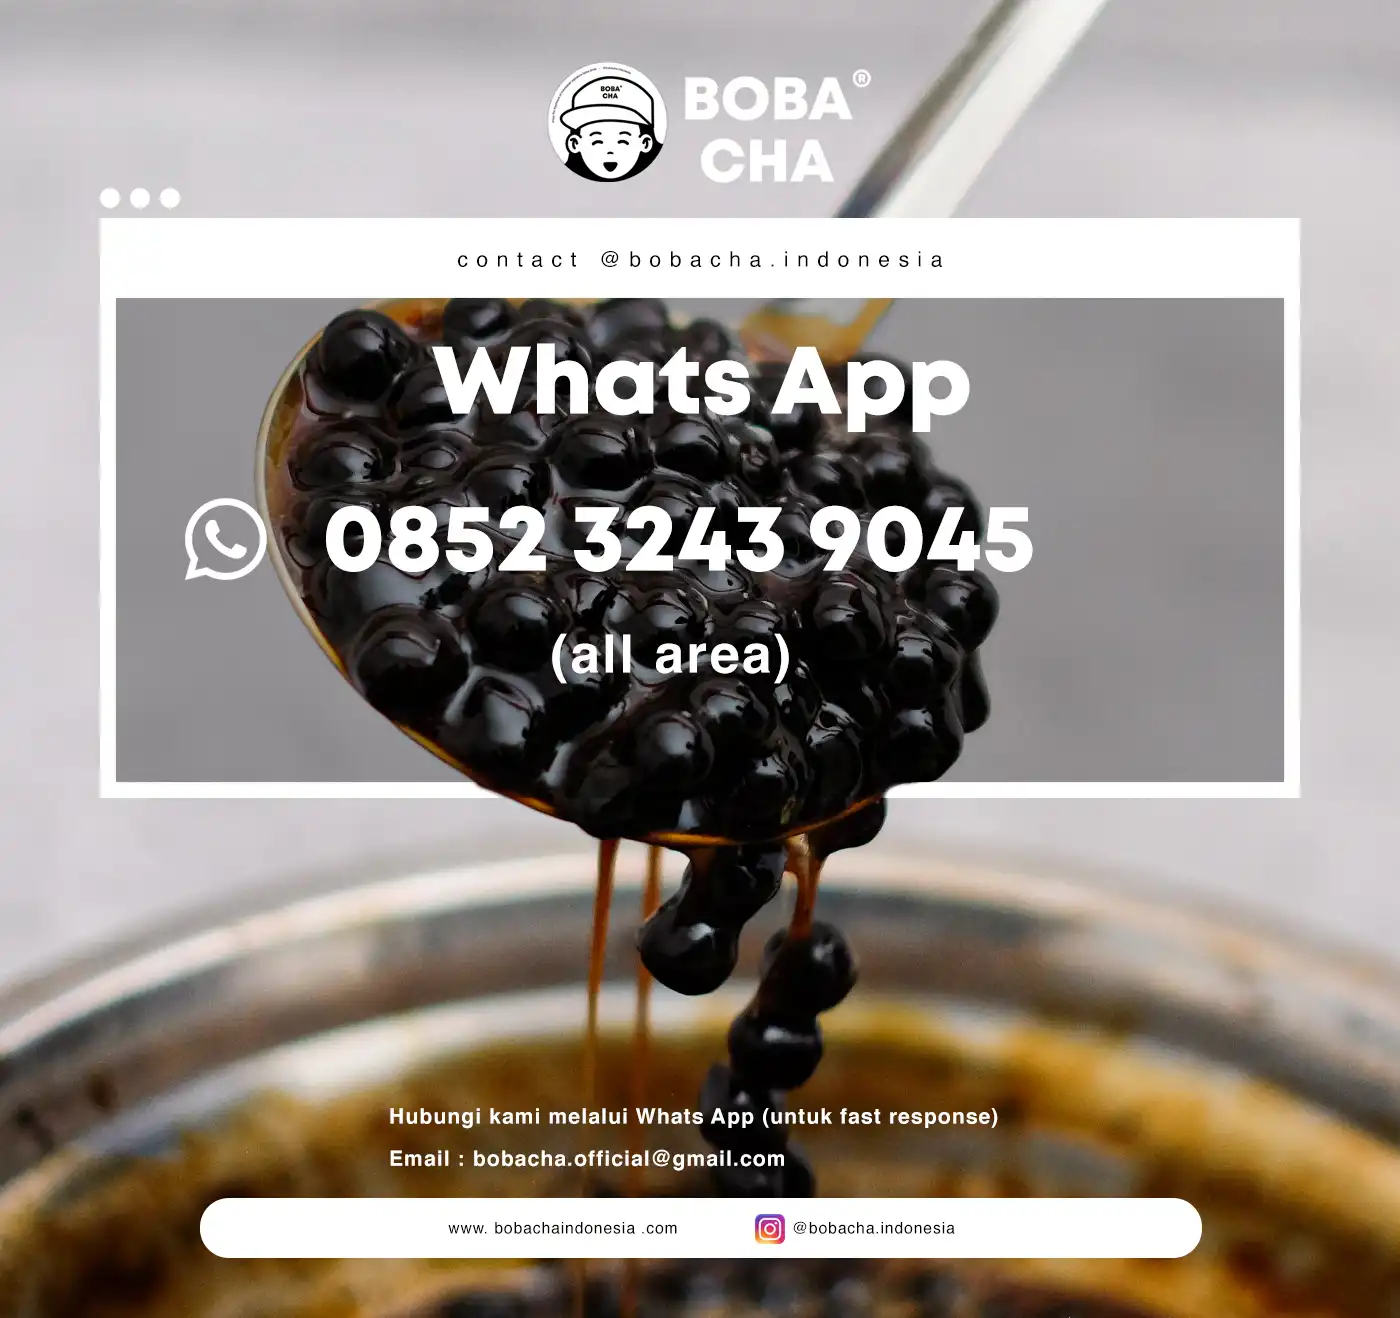 BOBA®
CHA
BOBA®
CHA
contact @bobacha.indonesia
Whats App
0852 3243 9045
(all area)
Hubungi kami melalui Whats App (untuk fast response)
Email : bobacha.official@gmail.com
www. bobachaindonesia .com
@bobacha.indonesia